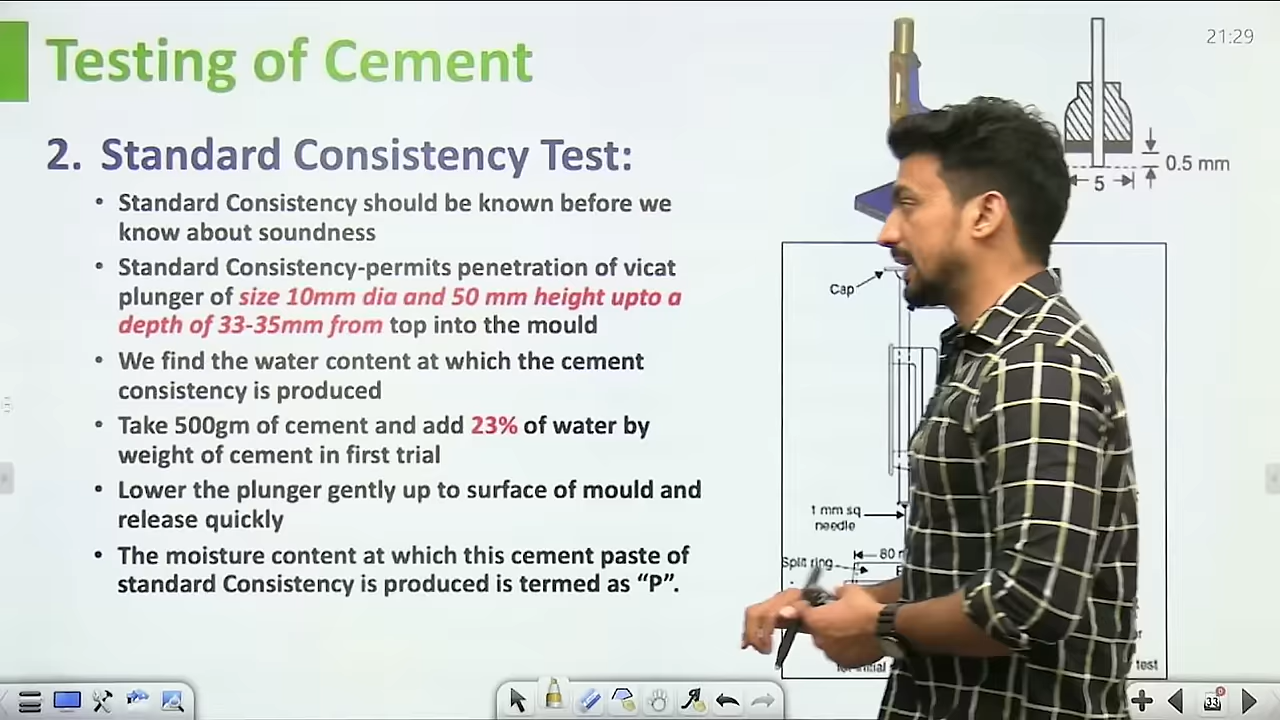 Testing of Cement
21:29
2. Standard Consistency Test:
• Standard Consistency should be known before we
know about soundness
• Standard Consistency-permits penetration of vicat
plunger of size 10mm dia and 50 mm height upto a
depth of 33-35mm from top into the mould
• We find the water content at which the cement
consistency is produced
• Take 500gm of cement and add 23% of water by
weight of cement in first trial
• Lower the plunger gently up to surface of mould and
release quickly
• The moisture content at which this cement paste of
standard Consistency is produced is termed as “P”.
0.5 mm
5
Cap
1 mm sq
needle
80
Split ring
test
33